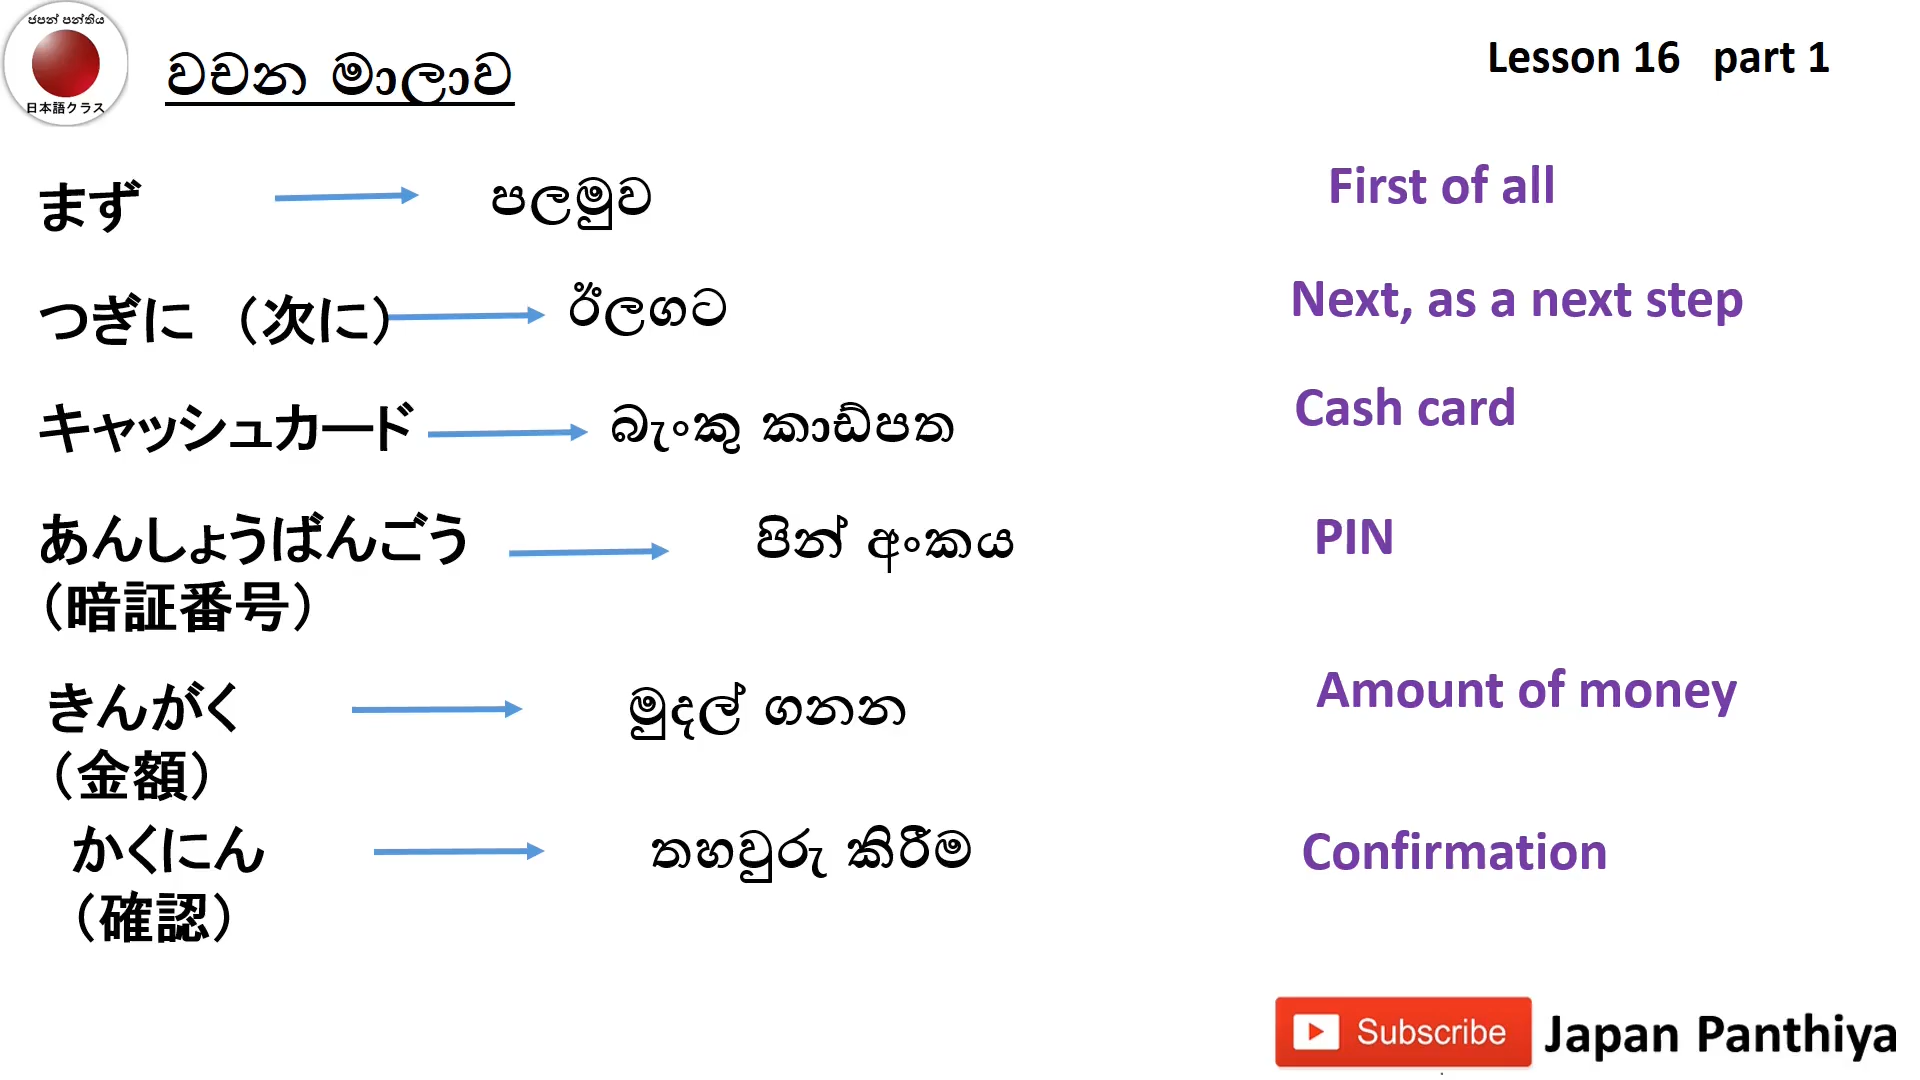 ජපන් පන්තිය
日本語クラス
වචන මාලාව
Lesson 16 part 1
まず පලමුව First of all
つぎに （次に） ඊලගට Next, as a next step
キャッシュカード බැංකු කාඩ්පත Cash card
あんしょうばんごう පින් අංකය PIN
（暗証番号）
きんがく මුදල් ගනන Amount of money
（金額）
かくにん තහවුරු කිරීම Confirmation
（確認）
Subscribe Japan Panthiya